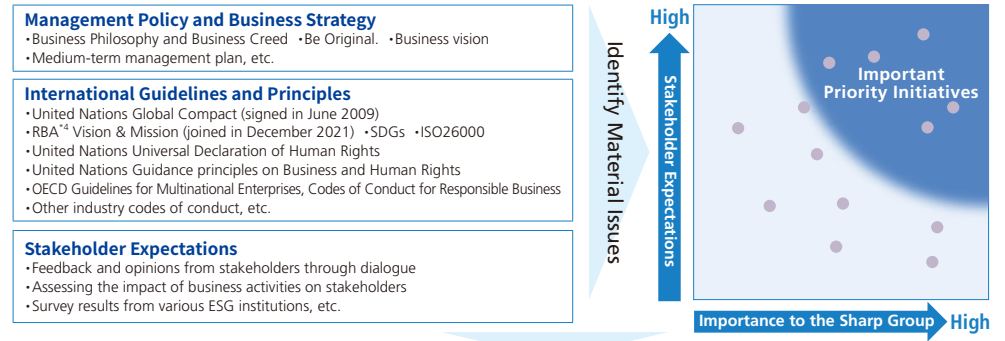 Management Policy and Business Strategy
・Business Philosophy and Business Creed ・Be Original. ・Business vision
・Medium-term management plan, etc.
International Guidelines and Principles
・United Nations Global Compact (signed in June 2009)
・RBA*4 Vision & Mission (joined in December 2021) ・SDGs ・ISO26000
・United Nations Universal Declaration of Human Rights
・United Nations Guidance principles on Business and Human Rights
・OECD Guidelines for Multinational Enterprises, Codes of Conduct for Responsible Business
・Other industry codes of conduct, etc.
Stakeholder Expectations
・Feedback and opinions from stakeholders through dialogue
・Assessing the impact of business activities on stakeholders
・Survey results from various ESG institutions, etc.
Identify Material Issues
High
Stakeholder Expectations
Important
Priority Initiatives
Importance to the Sharp Group
High